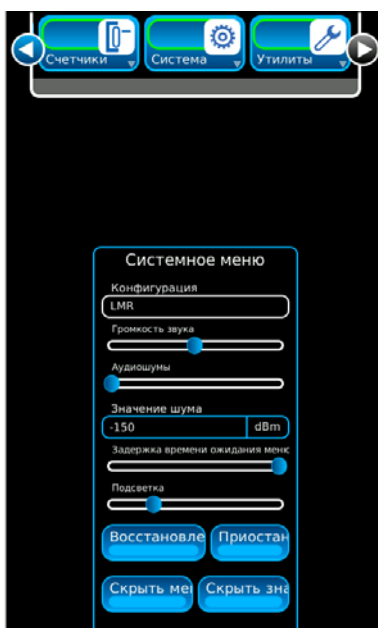 Счетчики Система Утилиты
Системное меню
Конфигурация
LMR
Громкость звука
Аудиошумы
Значение шума
-150 dBm
Задержка времени ожидания менк
Подсветка
Восстановле Приостан
Скрыть ме Скрыть зна